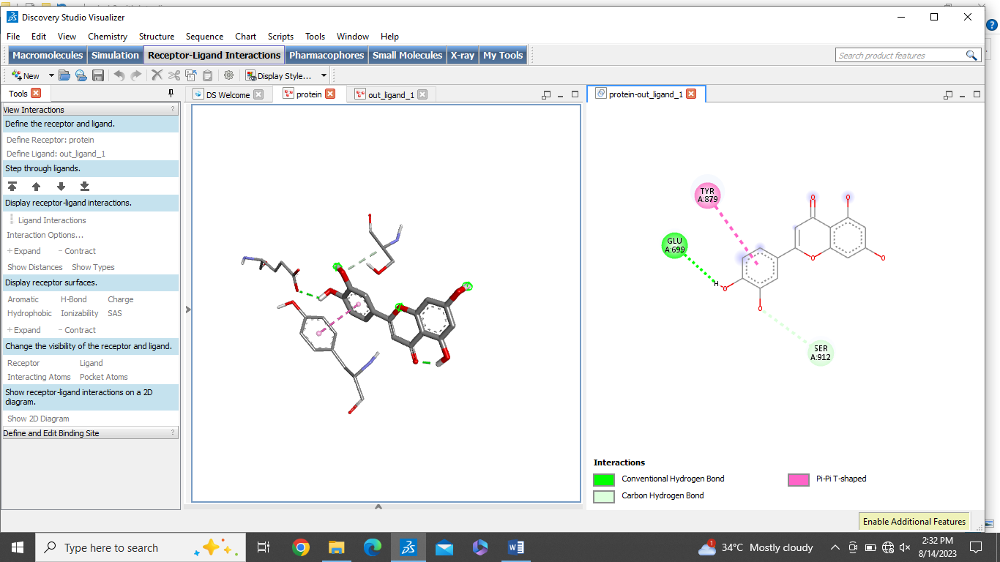 Discovery Studio Visualizer
File Edit View Chemistry Structure Sequence Chart Scripts Tools Window Help
Macromolecules Simulation Receptor-Ligand Interactions Pharmacophores Small Molecules X-ray My Tools
Search product features
New Display Style...
Tools
DS Welcome protein out_ligand_1
protein-out_ligand_1
View Interactions ?
Define the receptor and ligand.
Define Receptor: protein
Define Ligand: out_ligand_1
Step through ligands.
Display receptor-ligand interactions.
Ligand Interactions
Interaction Options...
+ Expand − Contract
Show Distances Show Types
Display receptor surfaces.
Aromatic H-Bond Charge
Hydrophobic Ionizability SAS
+ Expand − Contract
Change the visibility of the receptor and ligand.
Receptor Ligand
Interacting Atoms Pocket Atoms
Show receptor-ligand interactions on a 2D
diagram.
Show 2D Diagram
Define and Edit Binding Site ?
TYR
A:879
GLU
A:699
O O
O O
H O
O
SER
A:912
Interactions
Conventional Hydrogen Bond
Carbon Hydrogen Bond
Pi-Pi T-shaped
Enable Additional Features
Type here to search
1
34°C Mostly cloudy
2:32 PM
8/14/2023